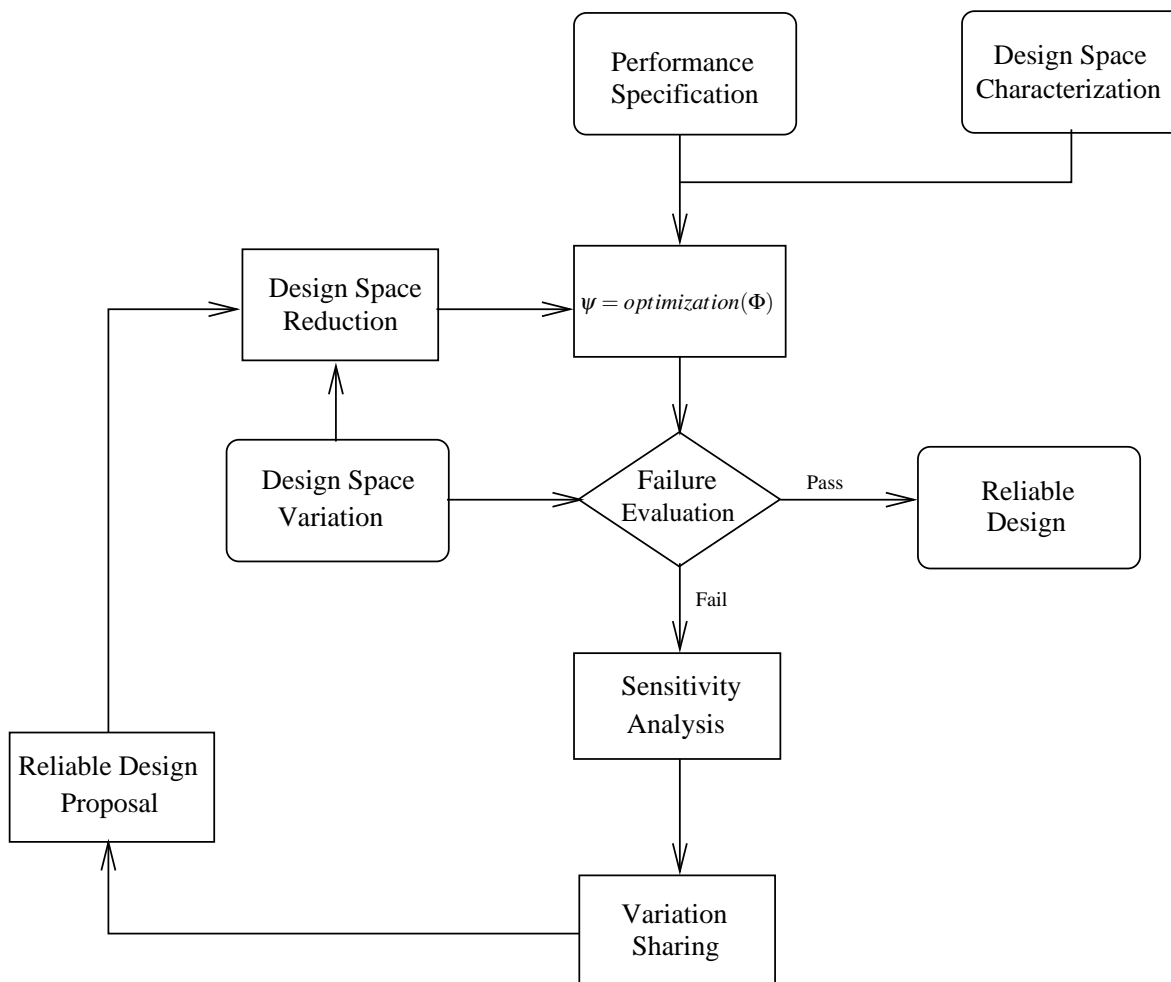 Performance
Specification
Design Space
Characterization
Design Space
Reduction
ψ = optimization(Φ)
Design Space
Variation
Failure
Evaluation
Pass
Reliable
Design
Fail
Sensitivity
Analysis
Reliable Design
Proposal
Variation
Sharing